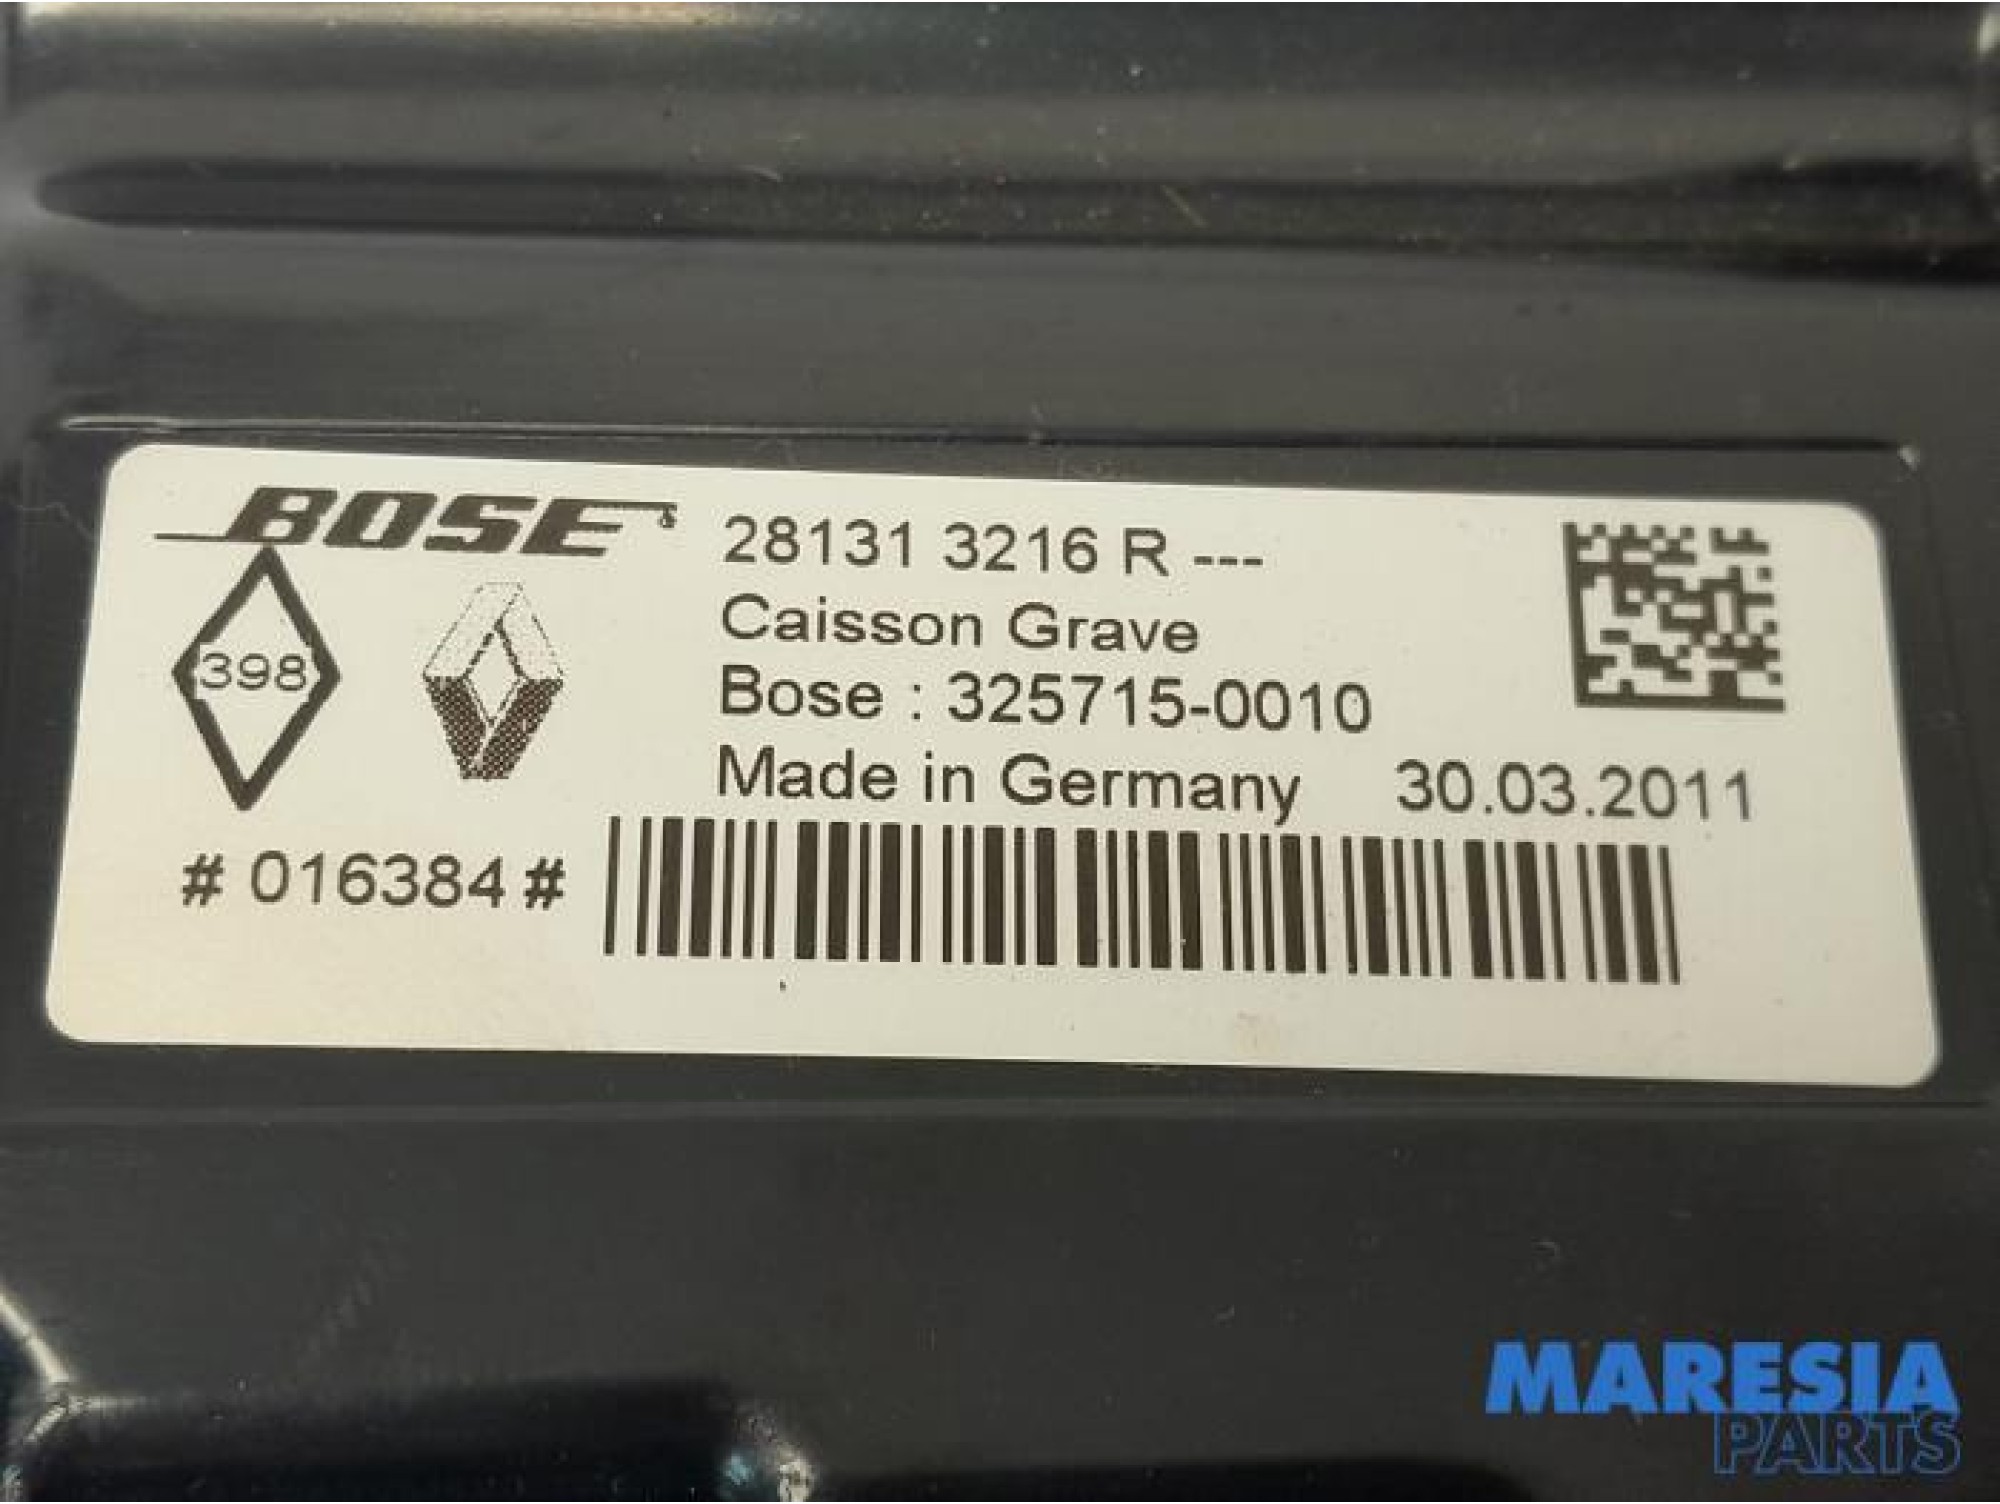 BOSE
28131 3216 R ---
Caisson Grave
398
Bose : 325715-0010
Made in Germany 30.03.2011
# 016384 #
MARESIA
PARTS